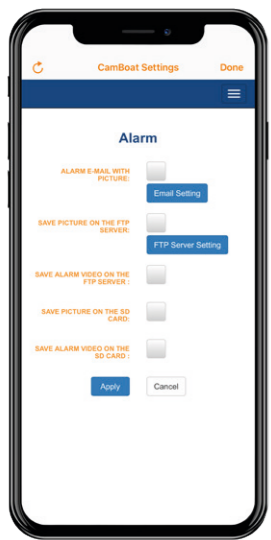 CamBoat Settings Done
Alarm
ALARM E-MAIL WITH
PICTURE:
Email Setting
SAVE PICTURE ON THE FTP
SERVER:
FTP Server Setting
SAVE ALARM VIDEO ON THE
FTP SERVER :
SAVE PICTURE ON THE SD
CARD:
SAVE ALARM VIDEO ON THE
SD CARD :
Apply Cancel